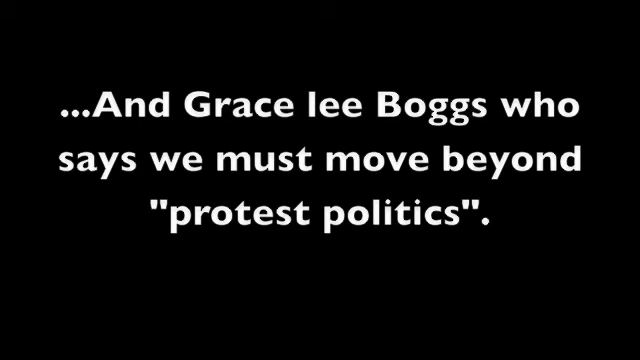 ...And Grace lee Boggs who
says we must move beyond
"protest politics".